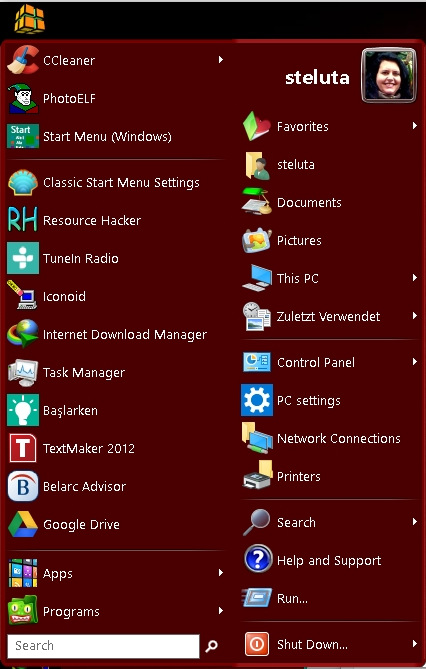 CCleaner
PhotoELF
Start
Start Menu (Windows)
Classic Start Menu Settings
RH
Resource Hacker
TuneIn Radio
Iconoid
Internet Download Manager
Task Manager
Başlarken
T
TextMaker 2012
B
Belarc Advisor
Google Drive
Apps
Programs
Search
steluta
Favorites
steluta
Documents
Pictures
This PC
Zuletzt Verwendet
Control Panel
PC settings
Network Connections
Printers
Search
?
Help and Support
Run...
Shut Down...